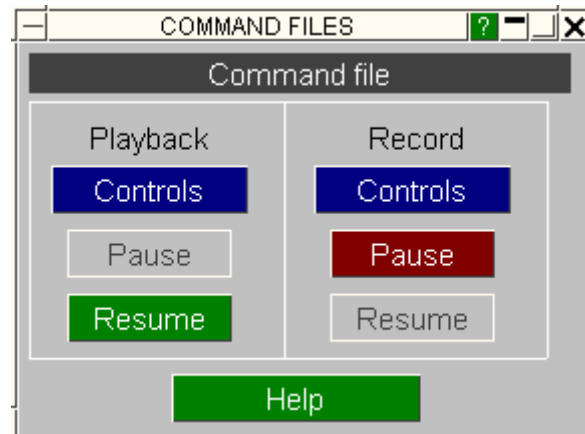 COMMAND FILES ?
Command file
Playback Record
Controls Controls
Pause Pause
Resume Resume
Help